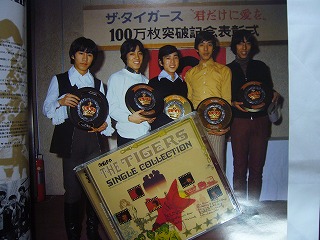 ザ・タイガース "君だけに愛を"
100万枚突破記念表彰式
THE TIGERS
SINGLE COLLECTION